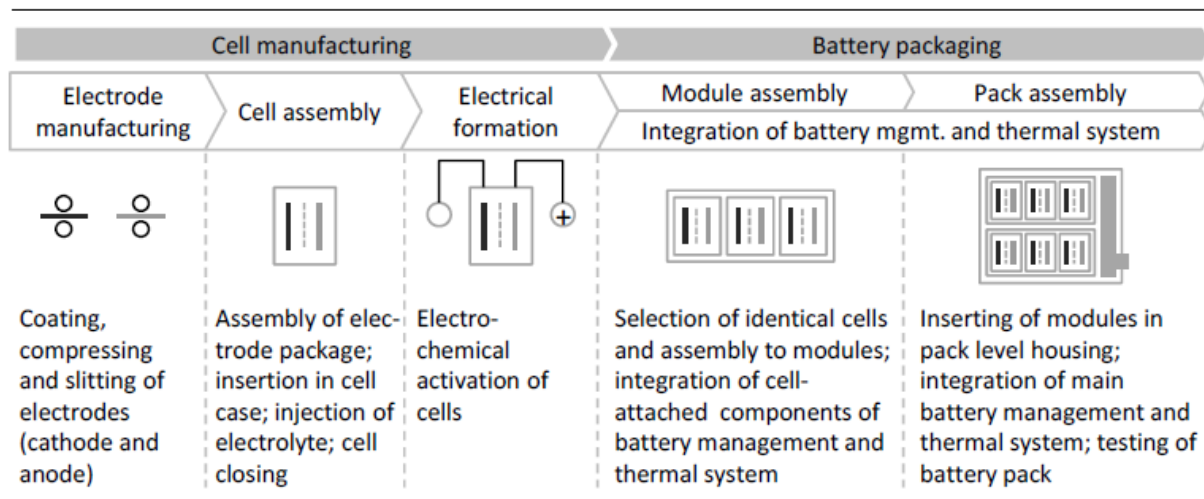 Cell manufacturing
Battery packaging
Electrode
manufacturing
Cell assembly
Electrical
formation
Module assembly
Pack assembly
Integration of battery mgmt. and thermal system
+
Coating,
compressing
and slitting of
electrodes
(cathode and
anode)
Assembly of elec-
trode package;
insertion in cell
case; injection of
electrolyte; cell
closing
Electro-
chemical
activation of
cells
Selection of identical cells
and assembly to modules;
integration of cell-
attached components of
battery management and
thermal system
Inserting of modules in
pack level housing;
integration of main
battery management and
thermal system; testing of
battery pack